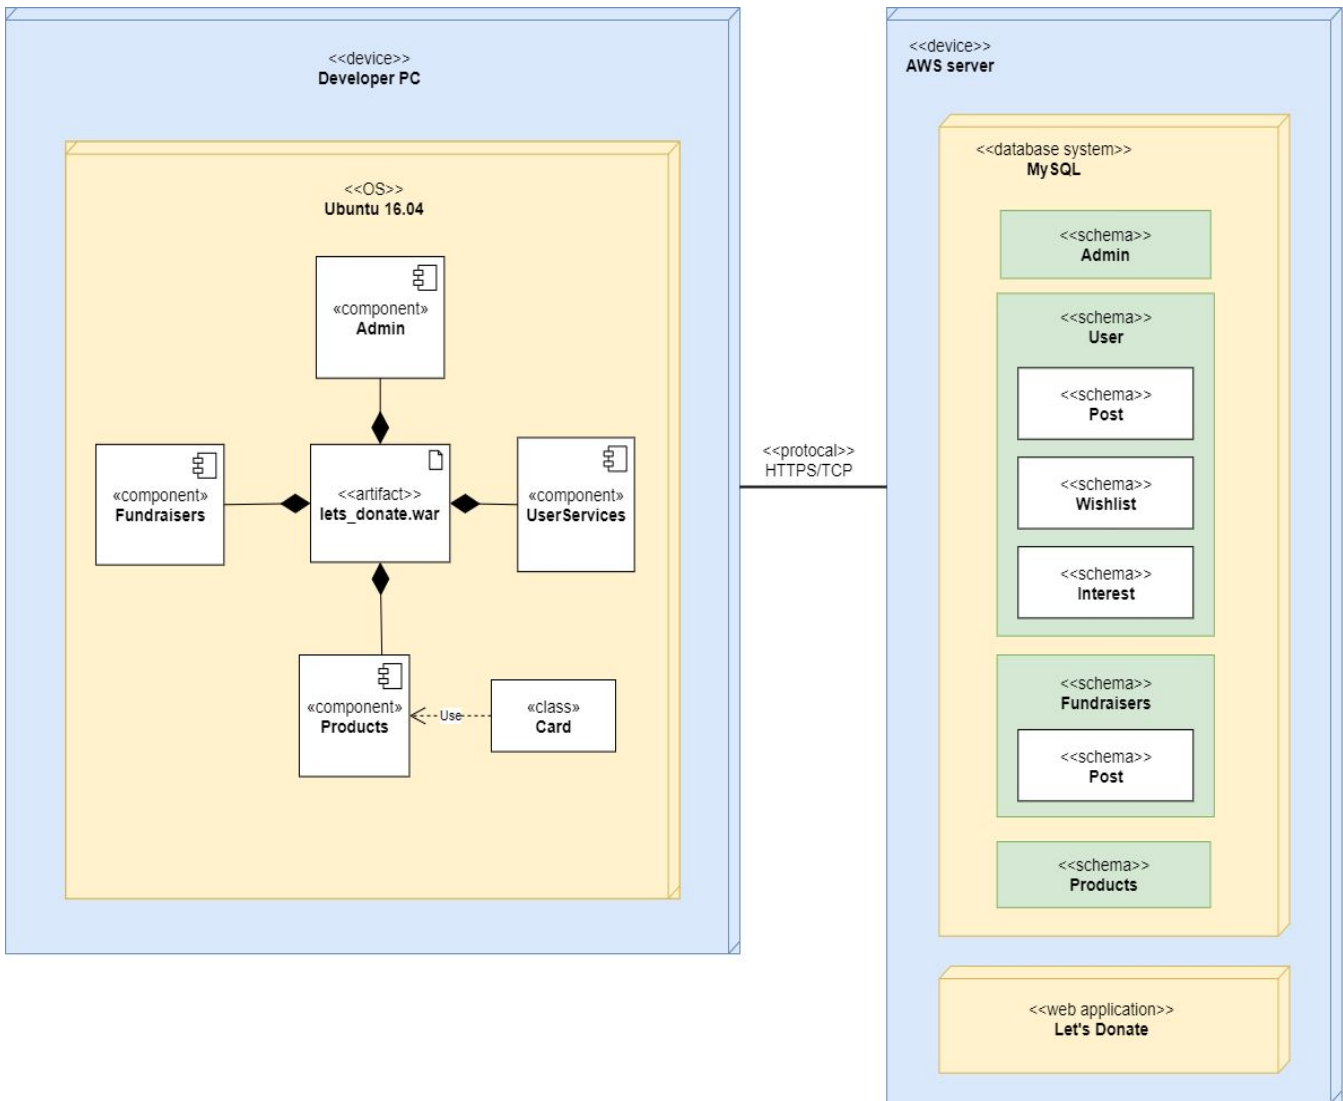 <<device>>
Developer PC
<<OS>>
Ubuntu 16.04
«component»
Admin
«component»
Fundraisers
<<artifact>>
lets_donate.war
«component»
UserServices
«component»
Products
Use
«class»
Card
<<protocal>>
HTTPS/TCP
<<device>>
AWS server
<<database system>>
MySQL
<<schema>>
Admin
<<schema>>
User
<<schema>>
Post
<<schema>>
Wishlist
<<schema>>
Interest
<<schema>>
Fundraisers
<<schema>>
Post
<<schema>>
Products
<<web application>>
Let's Donate